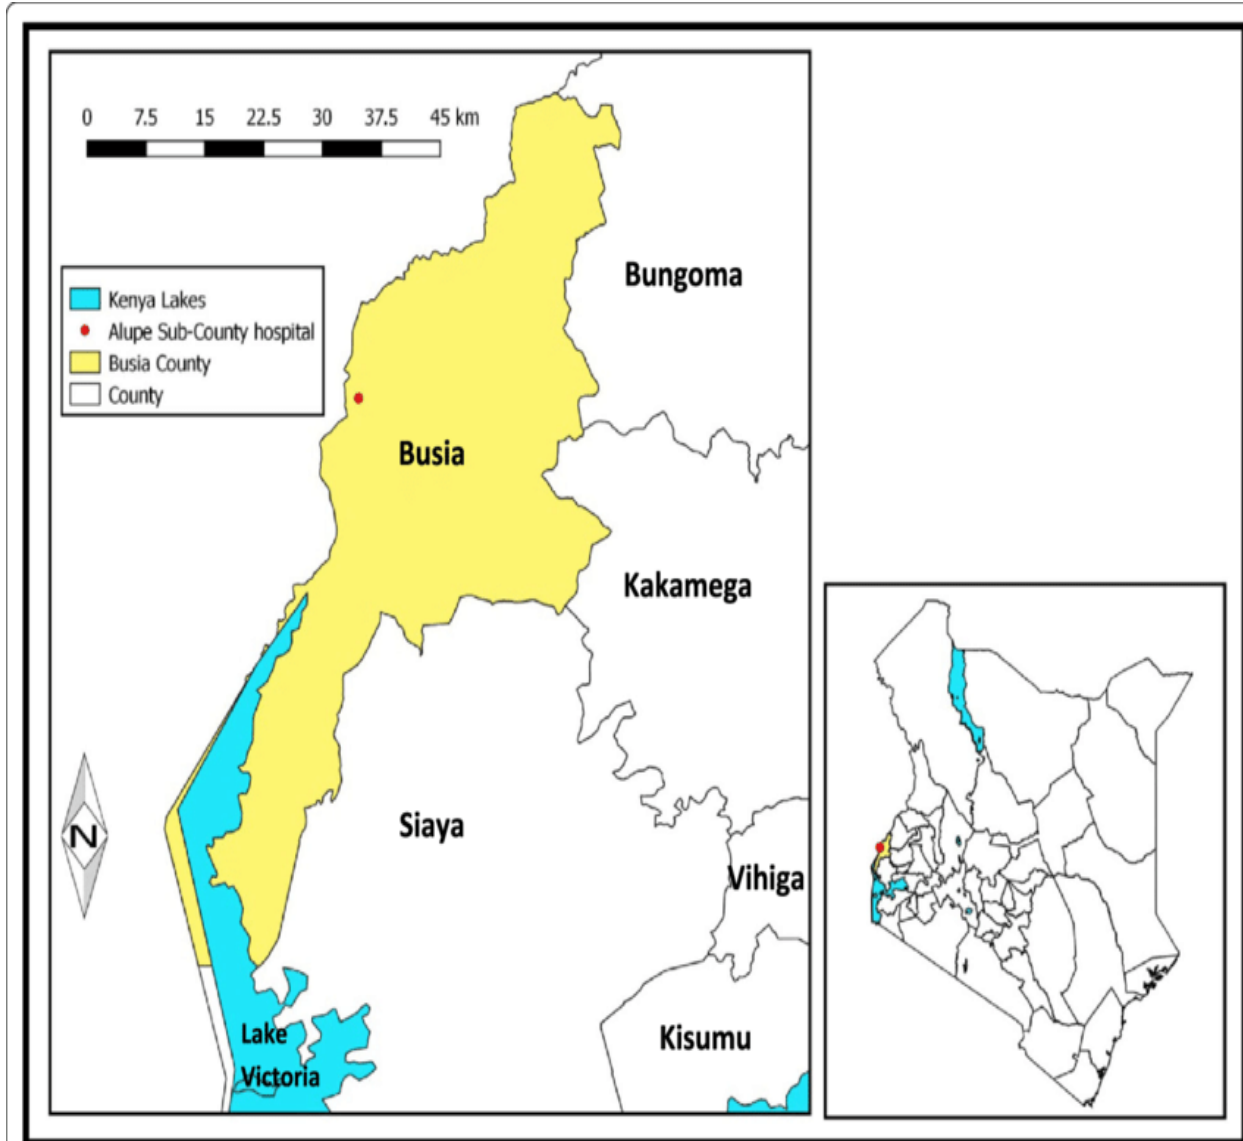 0 7.5 15 22.5 30 37.5 45 km
Kenya Lakes
Alupe Sub-County hospital
Busia County
County
Bungoma
Busia
Kakamega
Siaya
Vihiga
N
Kisumu
Lake
Victoria